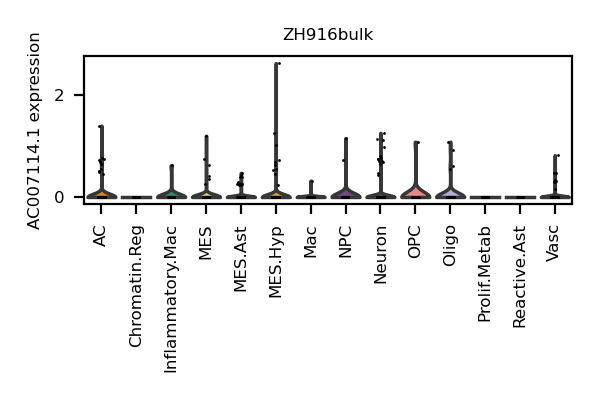 ZH916bulk
AC007114.1 expression
2
0
AC
Chromatin.Reg
Inflammatory.Mac
MES
MES.Ast
MES.Hyp
Mac
NPC
Neuron
OPC
Oligo
Prolif.Metab
Reactive.Ast
Vasc